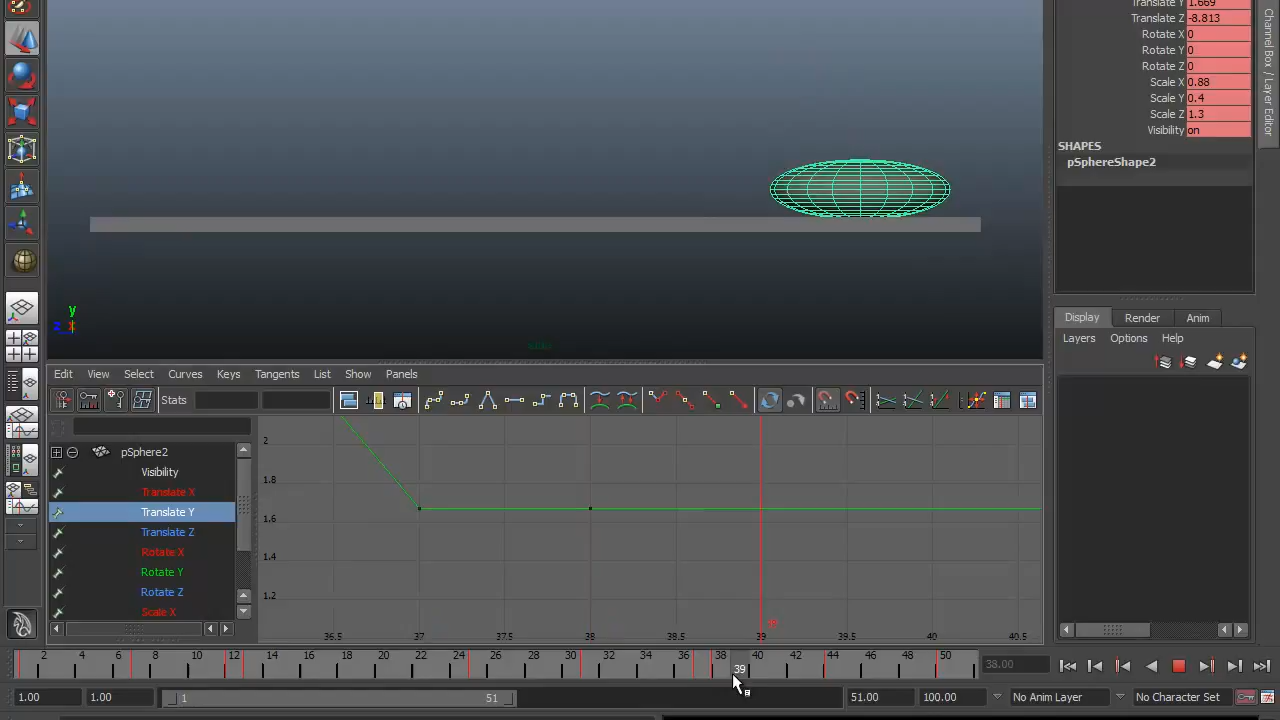 Translate Y 1.669
Translate Z -8.813
Rotate X 0
Rotate Y 0
Rotate Z 0
Scale X 0.88
Scale Y 0.4
Scale Z 1.3
Visibility on
SHAPES
pSphereShape2
Channel Box / Layer Editor
y
z x
Display Render Anim
Layers Options Help
Edit View Select Curves Keys Tangents List Show Panels
Stats
pSphere2
Visibility
Translate X
Translate Y
Translate Z
Rotate X
Rotate Y
Rotate Z
Scale X
2
1.8
1.6
1.4
1.2
36.5 37 37.5 38 38.5 39 39.5 40 40.5
2 4 6 8 10 12 14 16 18 20 22 24 26 28 30 32 34 36 38 40 42 44 46 48 50
39
38.00
1.00 1.00 1 51 51.00 100.00 No Anim Layer No Character Set